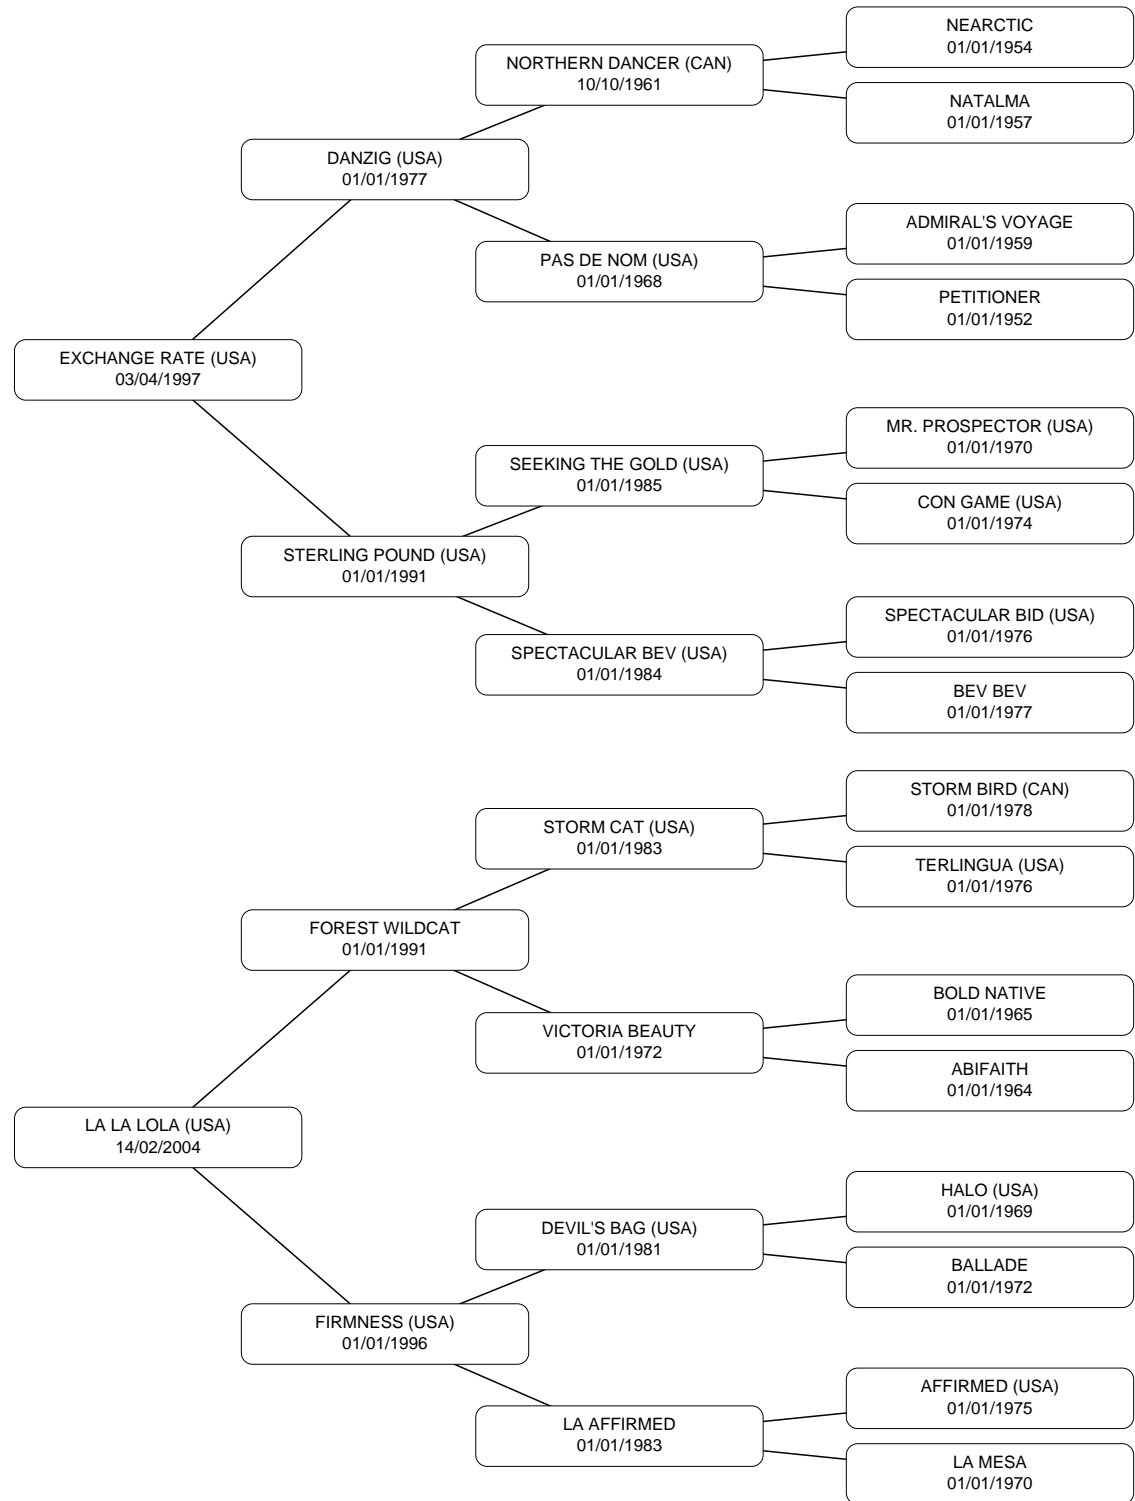 NEARCTIC
01/01/1954
NORTHERN DANCER (CAN)
10/10/1961
NATALMA
01/01/1957
DANZIG (USA)
01/01/1977
ADMIRAL'S VOYAGE
01/01/1959
PAS DE NOM (USA)
01/01/1968
PETITIONER
01/01/1952
EXCHANGE RATE (USA)
03/04/1997
MR. PROSPECTOR (USA)
01/01/1970
SEEKING THE GOLD (USA)
01/01/1985
CON GAME (USA)
01/01/1974
STERLING POUND (USA)
01/01/1991
SPECTACULAR BID (USA)
01/01/1976
SPECTACULAR BEV (USA)
01/01/1984
BEV BEV
01/01/1977
STORM BIRD (CAN)
01/01/1978
STORM CAT (USA)
01/01/1983
TERLINGUA (USA)
01/01/1976
FOREST WILDCAT
01/01/1991
BOLD NATIVE
01/01/1965
VICTORIA BEAUTY
01/01/1972
ABIFAITH
01/01/1964
LA LA LOLA (USA)
14/02/2004
HALO (USA)
01/01/1969
DEVIL'S BAG (USA)
01/01/1981
BALLADE
01/01/1972
FIRMNESS (USA)
01/01/1996
AFFIRMED (USA)
01/01/1975
LA AFFIRMED
01/01/1983
LA MESA
01/01/1970